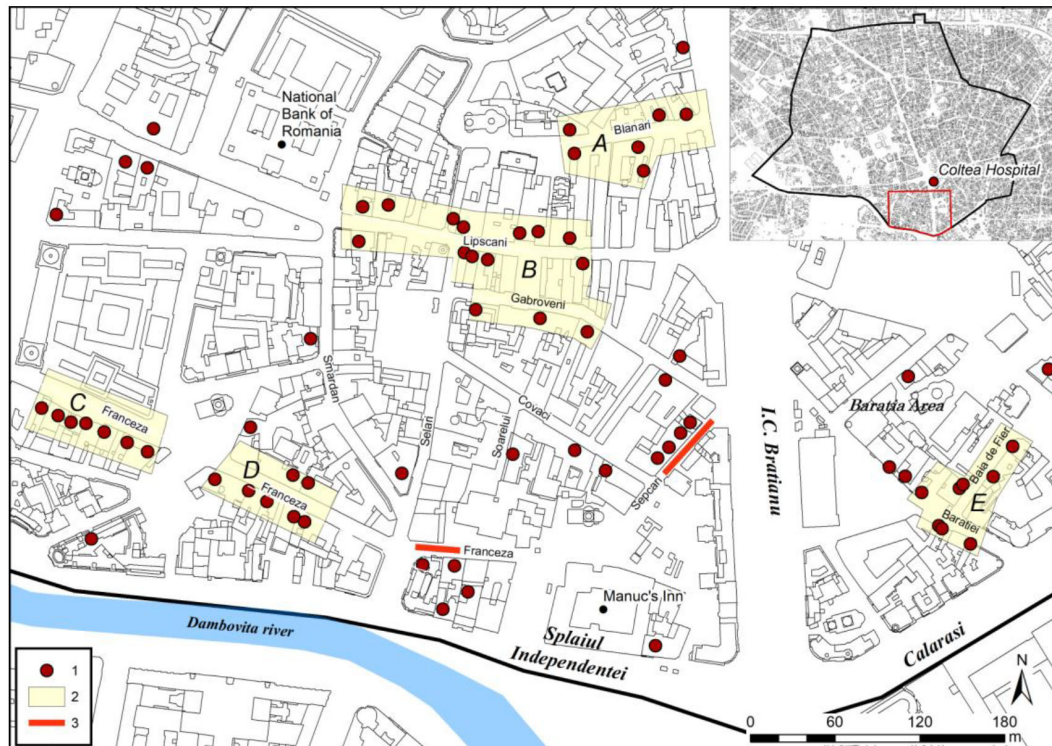 National
Bank of
Romania
Blanari
A
Coltea Hospital
Lipscani
B
Gabroveni
Smardan
C
Franceza
Selari
Soarelui
Covaci
Sepcari
I.C. Braianu
Baratia Area
Baia de Fier
E
Baratiei
D
Franceza
Franceza
Manuc's Inn
Dambovita river
Splaiul
Independentei
Calarasi
N
1
2
3
0 60 120 180
m